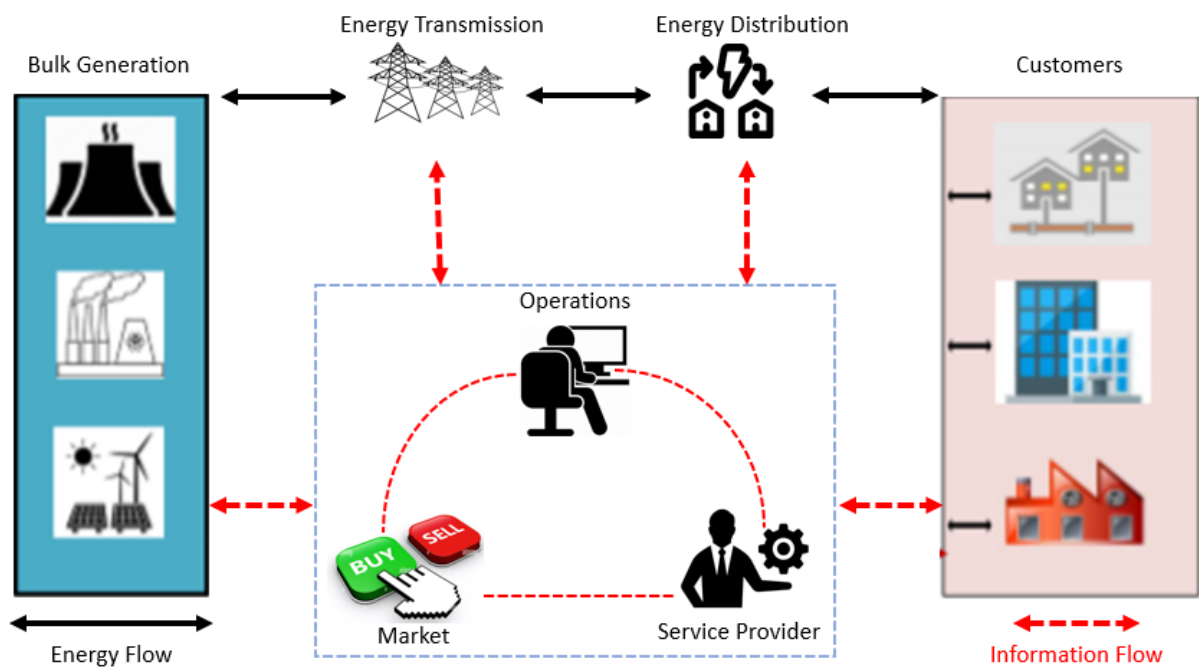 Energy Transmission
Energy Distribution
Bulk Generation
Customers
Operations
BUY
SELL
Market
Service Provider
Energy Flow
Information Flow